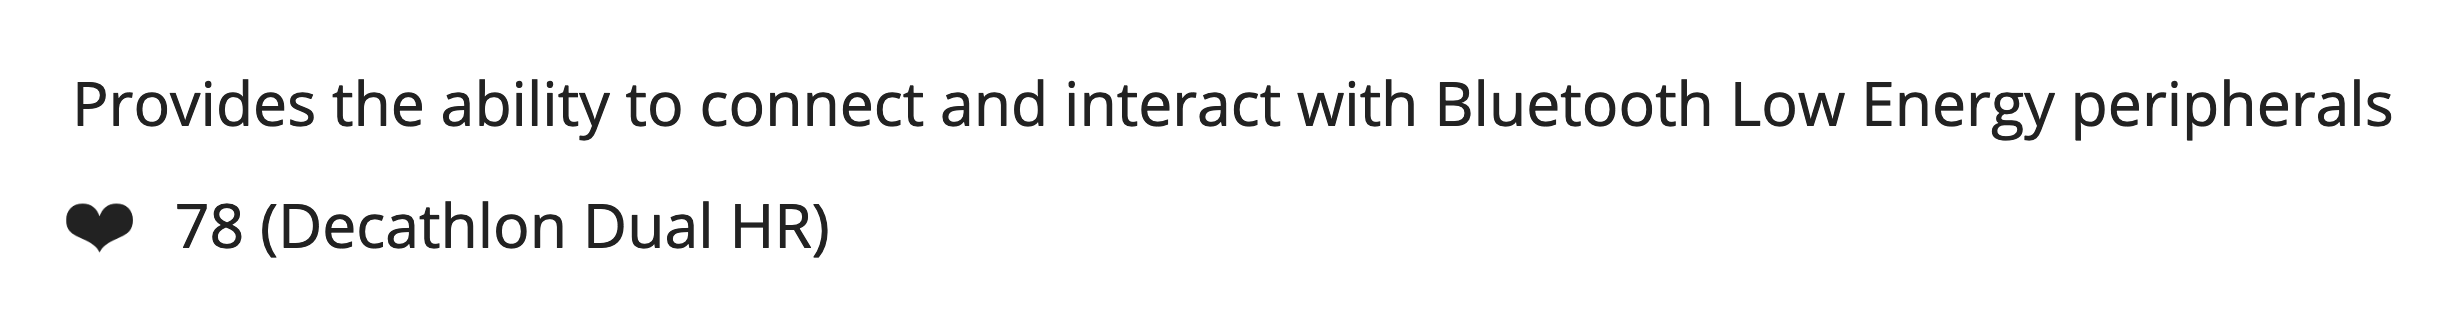 Provides the ability to connect and interact with Bluetooth Low Energy peripherals
❤ 78 (Decathlon Dual HR)